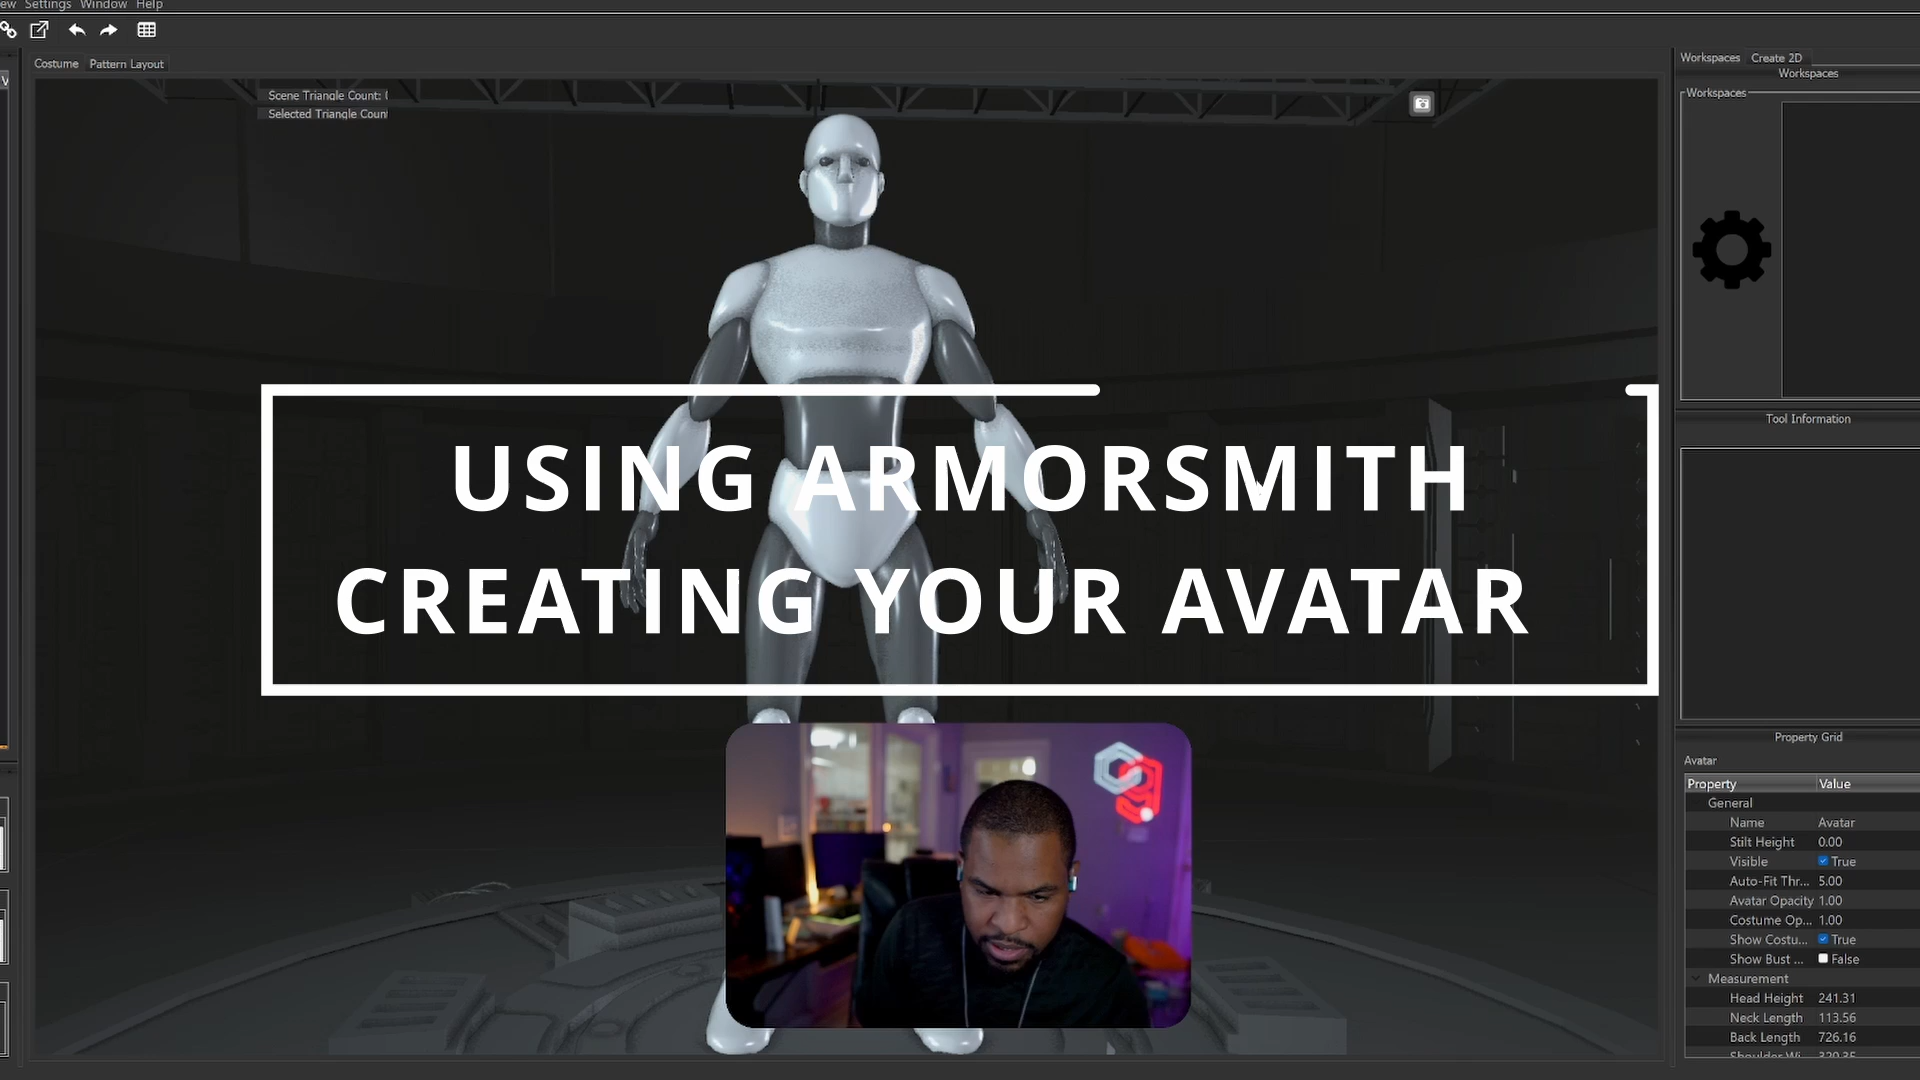 Settings Window Help
Costume Pattern Layout
Scene Triangle Count:
Selected Triangle Count
USING ARMORSMITH
CREATING YOUR AVATAR
Workspaces Create 2D
Workspaces
Workspaces
Tool Information
Property Grid
Avatar
Property Value
General
Name Avatar
Stilt Height 0.00
Visible True
Auto-Fit Thr... 5.00
Avatar Opacity 1.00
Costume Op... 1.00
Show Costu... True
Show Bust ... False
Measurement
Head Height 241.31
Neck Length 113.56
Back Length 726.16